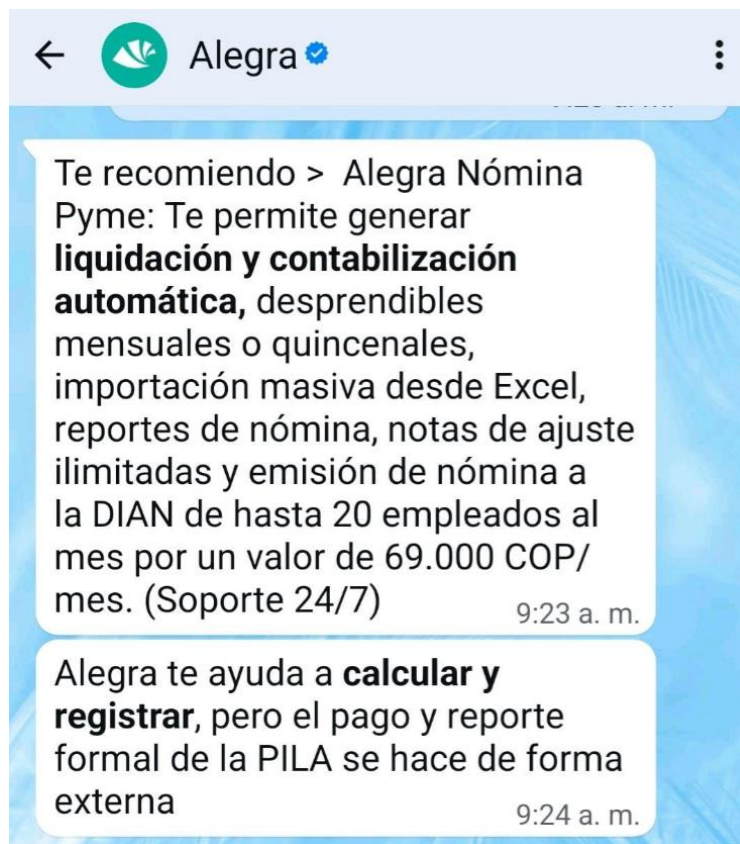 Alegra
Te recomiendo > Alegra Nómina
Pyme: Te permite generar
liquidación y contabilización
automática, desprendibles
mensuales o quincenales,
importación masiva desde Excel,
reportes de nómina, notas de ajuste
ilimitadas y emisión de nómina a
la DIAN de hasta 20 empleados al
mes por un valor de 69.000 COP/
mes. (Soporte 24/7)
9:23 a. m.
Alegra te ayuda a calcular y
registrar, pero el pago y reporte
formal de la PILA se hace de forma
externa
9:24 a. m.